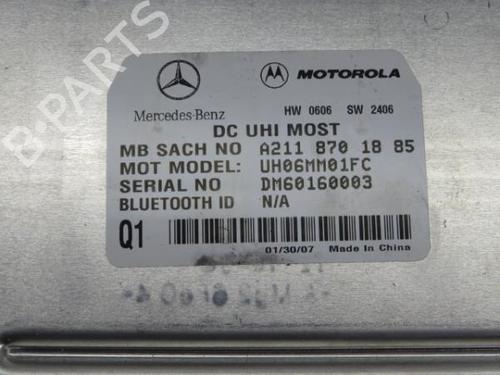 B-PARTS
Mercedes-Benz
MOTOROLA
HW 0606 SW 2406
DC UHI MOST
MB SACH NO A211 870 18 85
MOT MODEL: UH06MM01FC
SERIAL NO DM60160003
BLUETOOTH ID N/A
Q1
01/30/07 Made In China